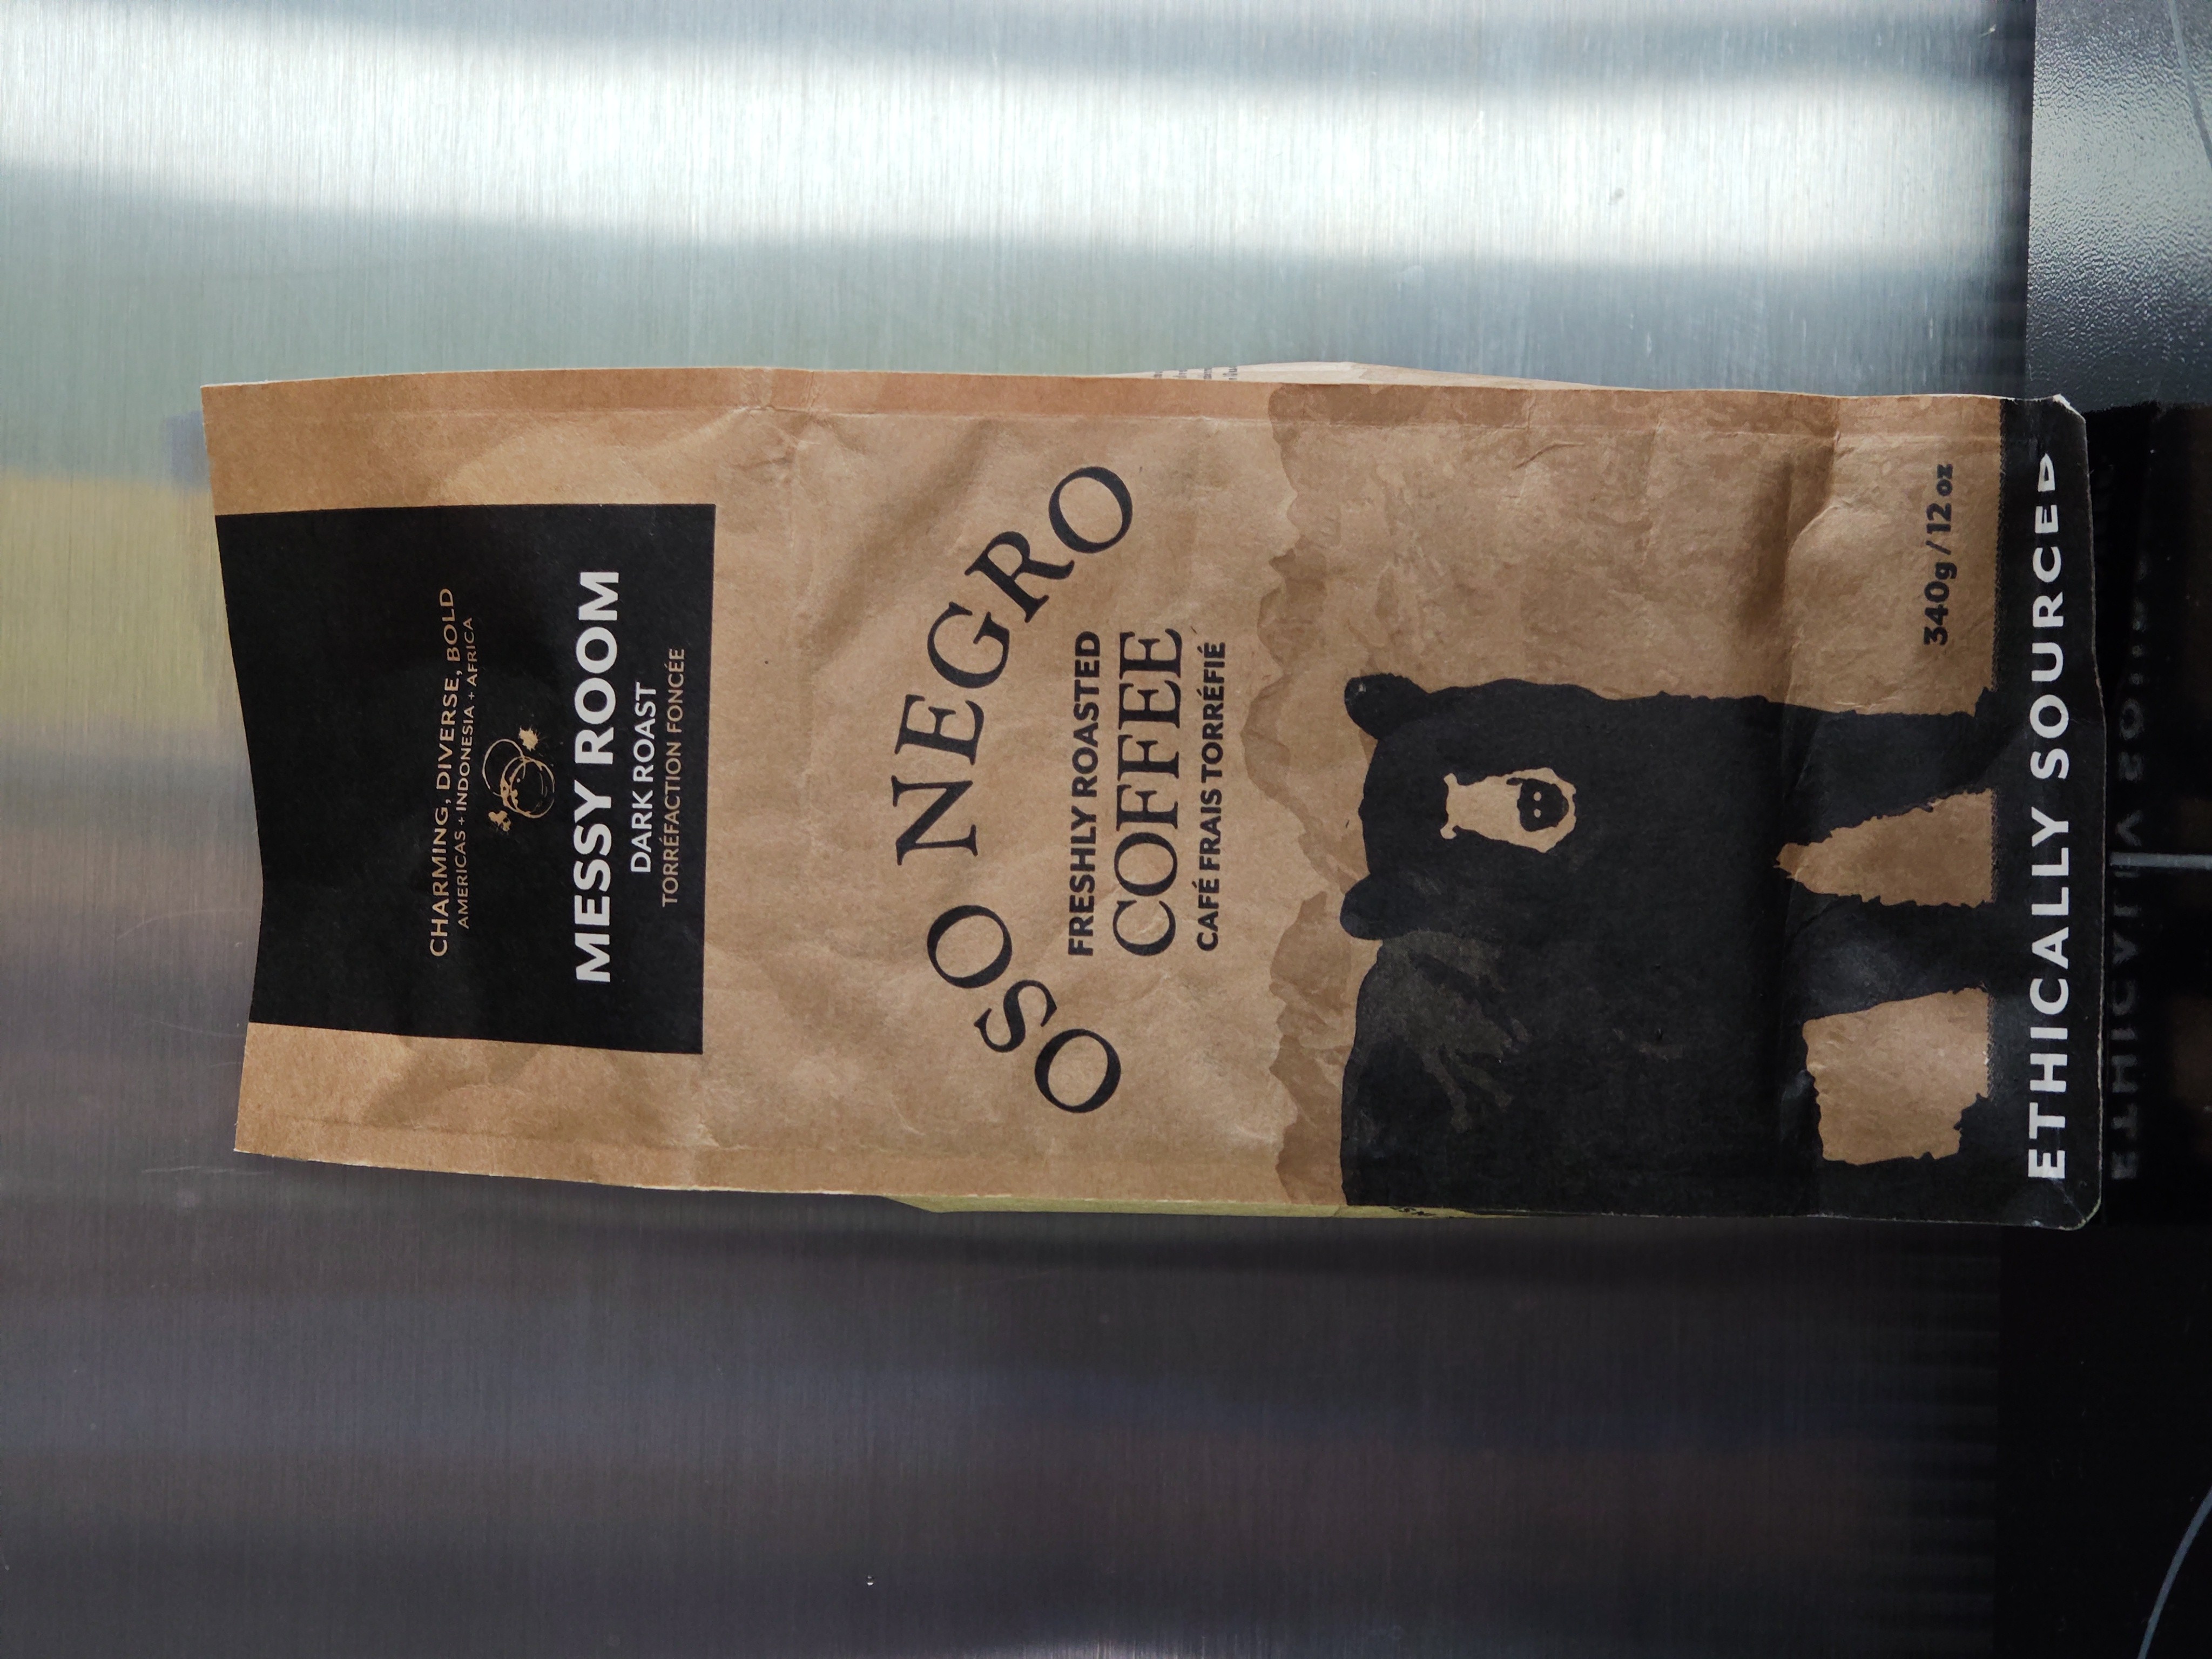 CHARMING, DIVERSE, BOLD
AMERICAS + INDONESIA + AFRICA
MESSY ROOM
DARK ROAST
TORRÉFACTION FONCÉE
OSO NEGRO
FRESHLY ROASTED
COFFEE
CAFÉ FRAIS TORRÉFIÉ
340g / 12 oz
ETHICALLY SOURCED